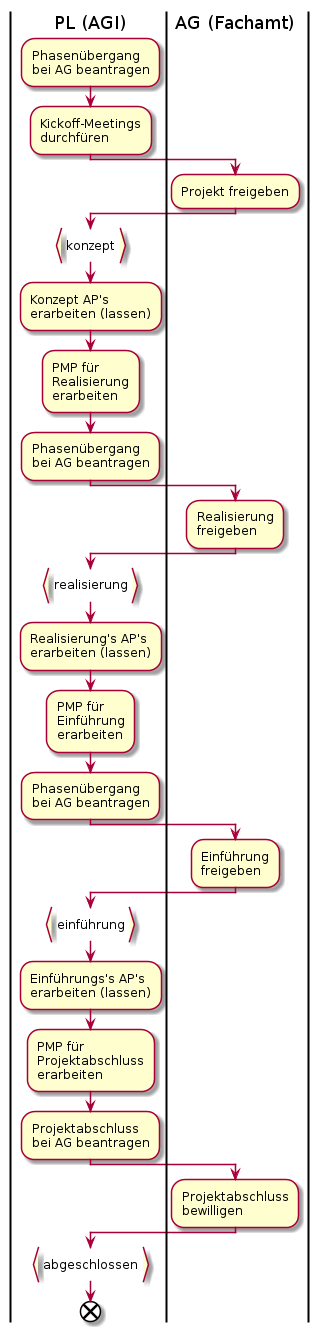 PL (AGI)
AG (Fachamt)
Phasenübergang
bei AG beantragen
Kickoff-Meetings
durchfüren
Projekt freigeben
konzept
Konzept AP's
erarbeiten (lassen)
PMP für
Realisierung
erarbeiten
Phasenübergang
bei AG beantragen
Realisierung
freigeben
realisierung
Realisierung's AP's
erarbeiten (lassen)
PMP für
Einführung
erarbeiten
Phasenübergang
bei AG beantragen
Einführung
freigeben
einführung
Einführungs's AP's
erarbeiten (lassen)
PMP für
Projektabschluss
erarbeiten
Projektabschluss
bei AG beantragen
Projektabschluss
bewilligen
abgeschlossen